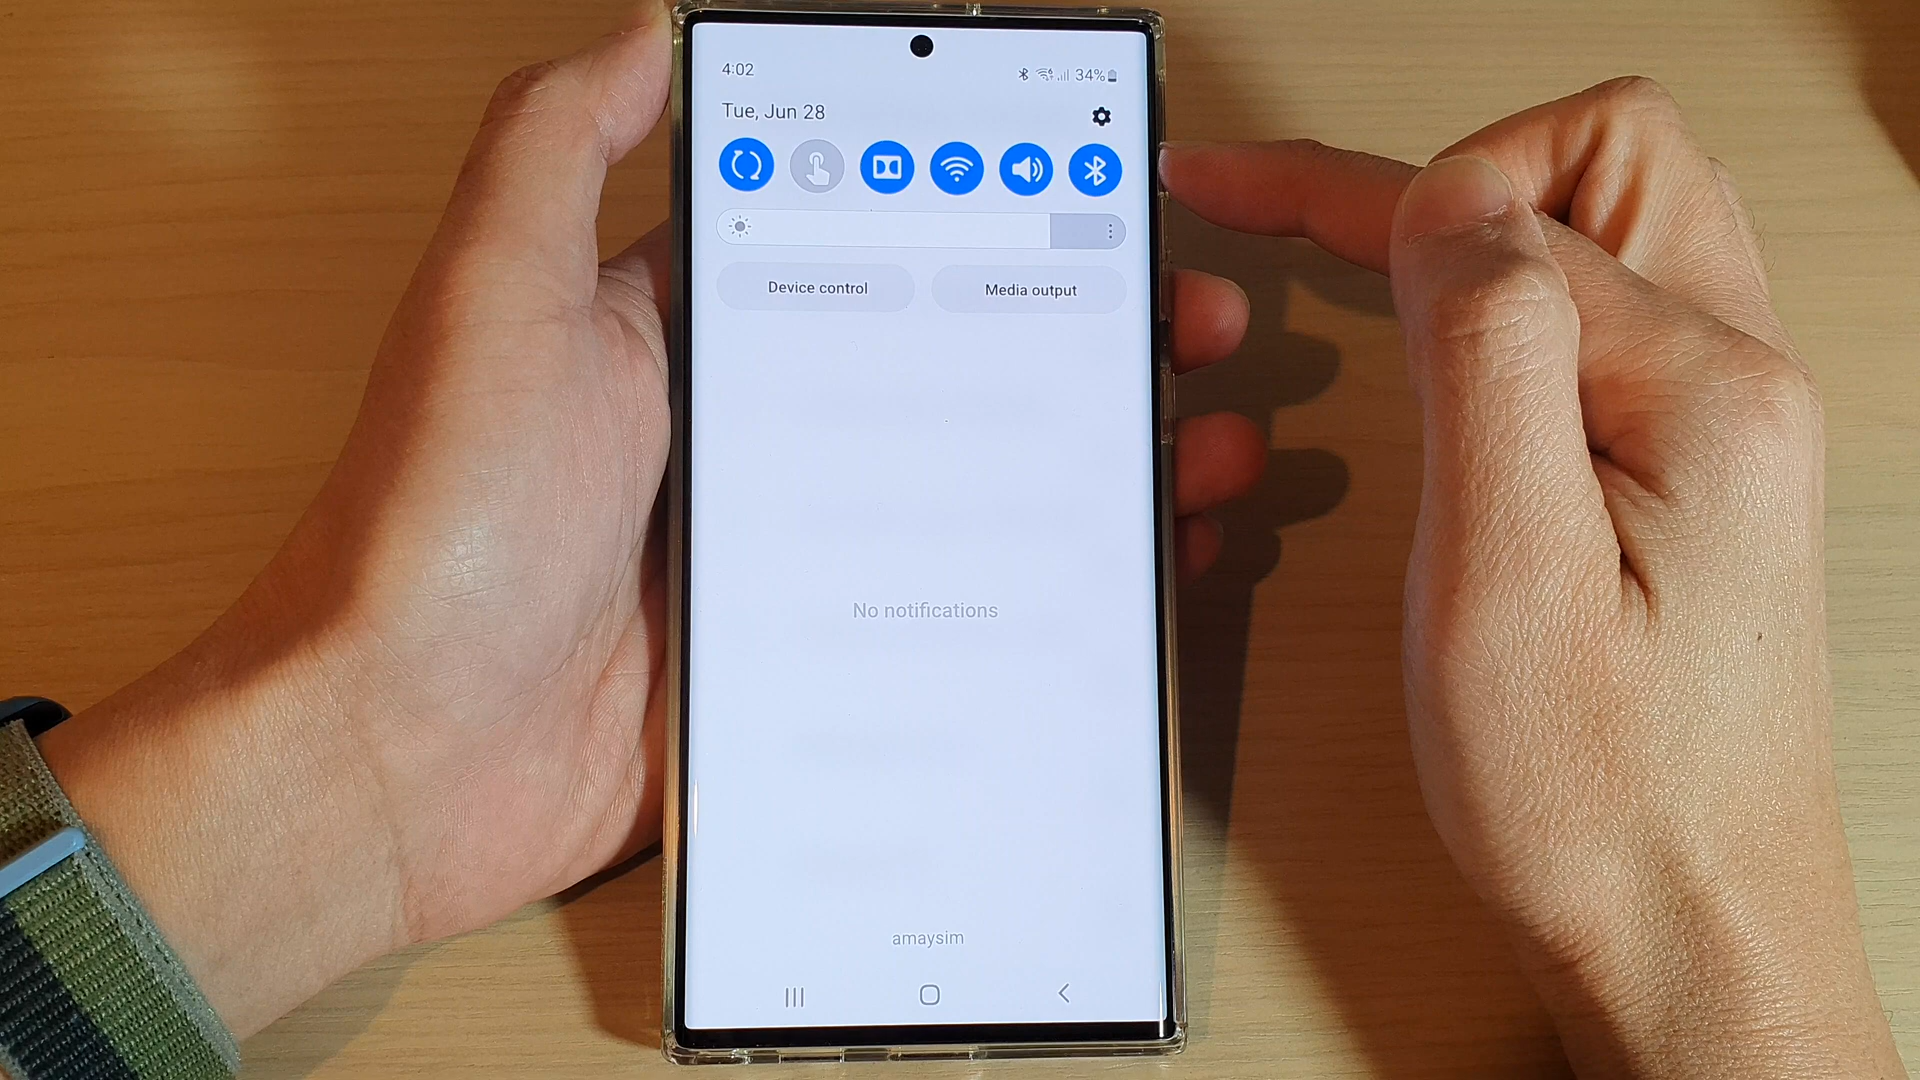 4:02
34%
Tue, Jun 28
Device control
Media output
No notifications
amaysim